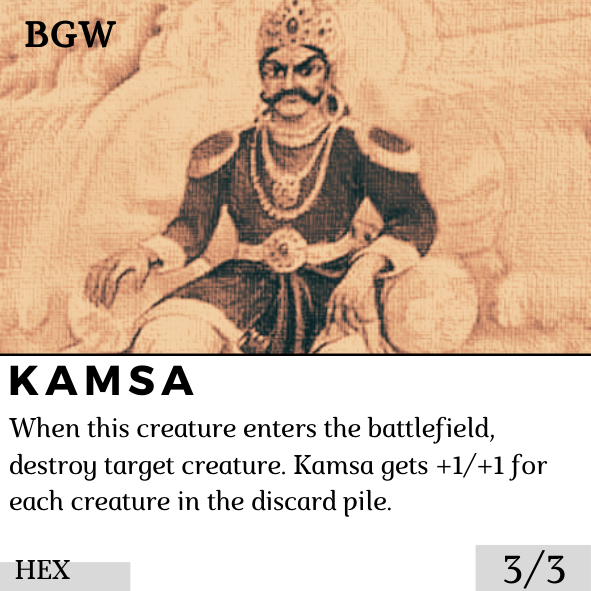 BGW
KAMSA
When this creature enters the battlefield,
destroy target creature. Kamsa gets +1/+1 for
each creature in the discard pile.
HEX
3/3